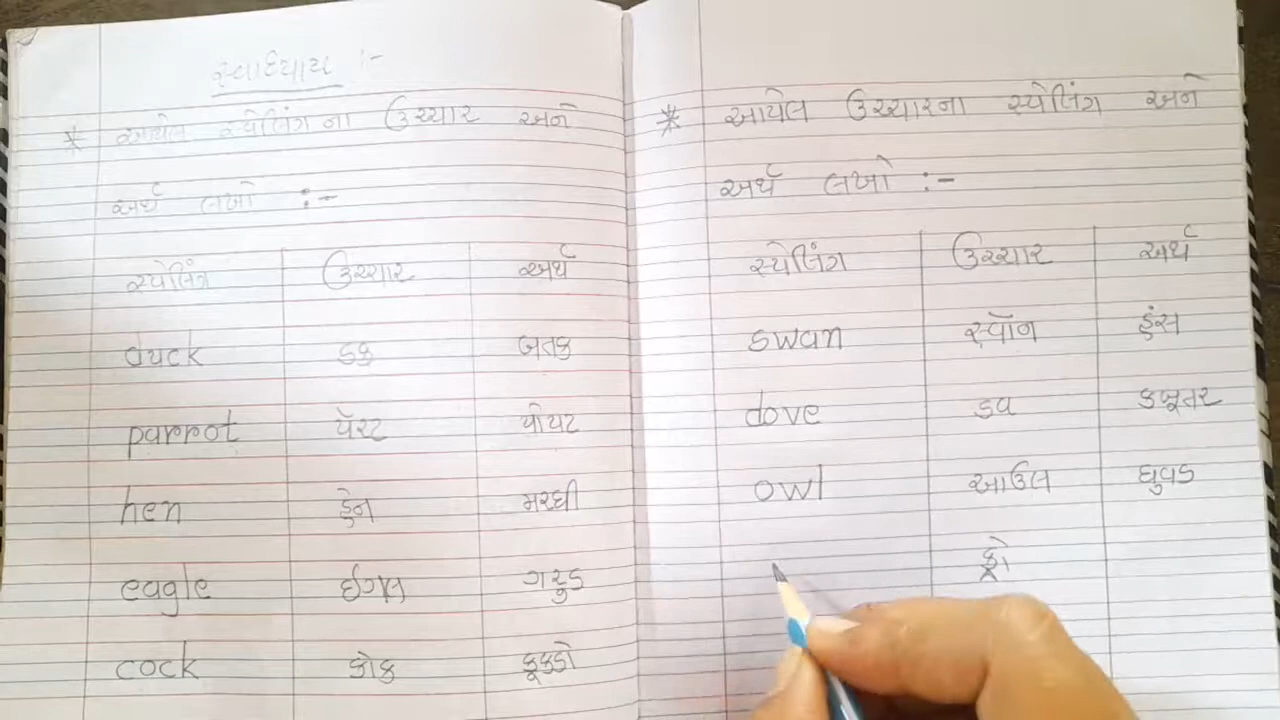 સ્વાધ્યાય :-
* આપેલ સ્પેલિંગ ના ઉચ્ચાર અને
અર્થ લખો :-
સ્પેલિંગ ઉચ્ચાર અર્થ
duck ડક બતક
parrot પૅરટ પોપટ
hen હેન મરઘી
eagle ઈગલ ગરુડ
cock કોક કૂકડો
* આપેલ ઉચ્ચારના સ્પેલિંગ અને
અર્થ લખો :-
સ્પેલિંગ ઉચ્ચાર અર્થ
swan સ્વૉન હંસ
dove ડવ કબૂતર
owl આઉલ ઘુવડ
ક્રો